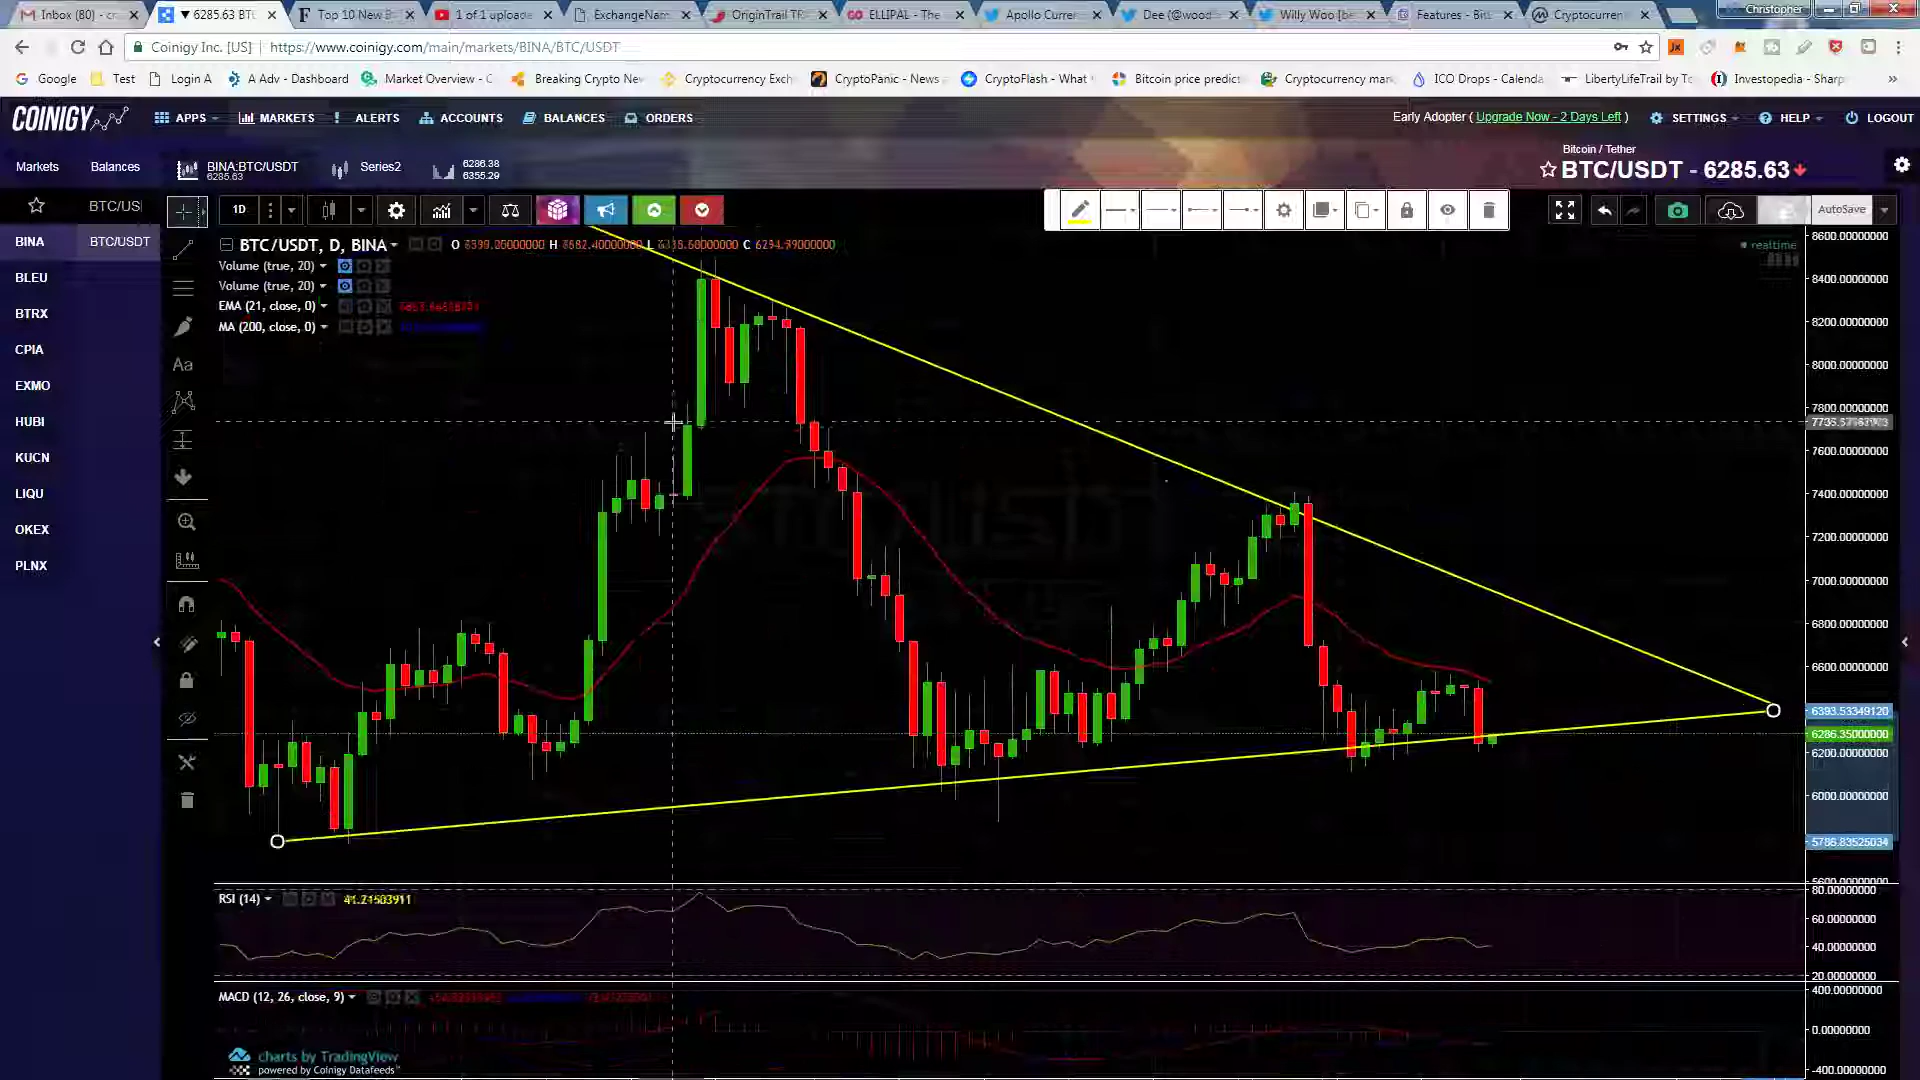 Inbox (80) - c
6285.63 BT
Top 10 New B
1 of 1 uploade
ExchangeNam
OriginTrail TR
ELLIPAL - The
Apollo Curren
Dee (@wood
Willy Woo [be
Features - Bit
Cryptocurren
Christopher
Coinigy Inc. [US]
https://www.coinigy.com/main/markets/BINA/BTC/USDT
Google
Test
Login A
A Adv - Dashboard
Market Overview - C
Breaking Crypto Nev
Cryptocurrency Exch
CryptoPanic - News
CryptoFlash - What
Bitcoin price predict
Cryptocurrency mar
ICO Drops - Calenda
LibertyLifeTrail by To
Investopedia - Sharp
COINIGY
APPS
MARKETS
ALERTS
ACCOUNTS
BALANCES
ORDERS
Early Adopter ( Upgrade Now - 2 Days Left )
SETTINGS
HELP
LOGOUT
Markets
Balances
BINA:BTC/USDT
6285.63
Series2
6286.38
6355.29
Bitcoin / Tether
BTC/USDT - 6285.63
BTC/US
1D
AutoSave
BINA
BTC/USDT
BLEU
BTRX
CPIA
EXMO
HUBI
KUCN
LIQU
OKEX
PLNX
Aa
BTC/USDT, D, BINA
O
H
L
C
realtime
Volume (true, 20)
Volume (true, 20)
EMA (21, close, 0)
MA (200, close, 0)
8600.00000000
8400.00000000
8200.00000000
8000.00000000
7800.00000000
7600.00000000
7400.00000000
7200.00000000
7000.00000000
6800.00000000
6600.00000000
6393.53349120
6286.35000000
6200.00000000
6000.00000000
5786.83525034
RSI (14)
41.21503911
80.00000000
60.00000000
40.00000000
20.00000000
MACD (12, 26, close, 9)
400.00000000
0.00000000
-400.00000000
charts by TradingView
powered by Coinigy Datafeeds™